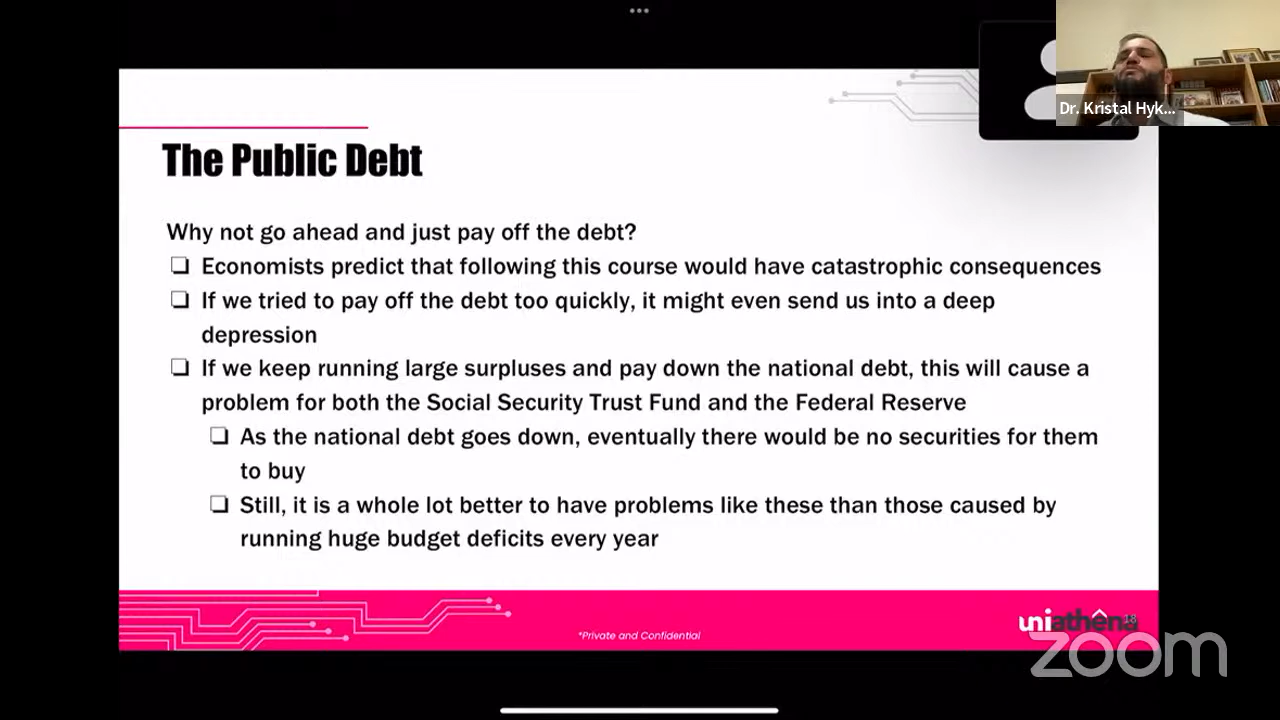 Dr. Kristal Hyk...
The Public Debt
Why not go ahead and just pay off the debt?
Economists predict that following this course would have catastrophic consequences
If we tried to pay off the debt too quickly, it might even send us into a deep
depression
If we keep running large surpluses and pay down the national debt, this will cause a
problem for both the Social Security Trust Fund and the Federal Reserve
As the national debt goes down, eventually there would be no securities for them
to buy
Still, it is a whole lot better to have problems like these than those caused by
running huge budget deficits every year
*Private and Confidential
uniathena
18
zoom